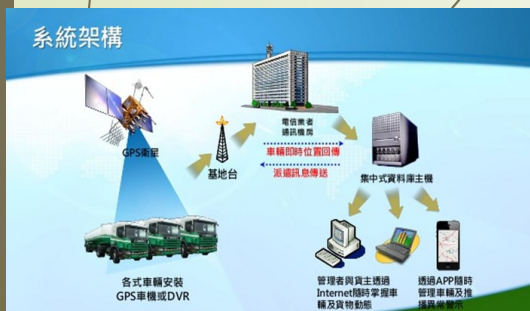 系統架構
電信業者
通訊機房
GPS衛星
基地台
車輛即時位置回傳
派遣訊息傳送
集中式資料庫主機
各式車輛安裝
GPS車機或DVR
管理者與貨主透過
Internet隨時掌握車
輛及貨物動態
透過APP隨時
管理車輛及推
播異常警示